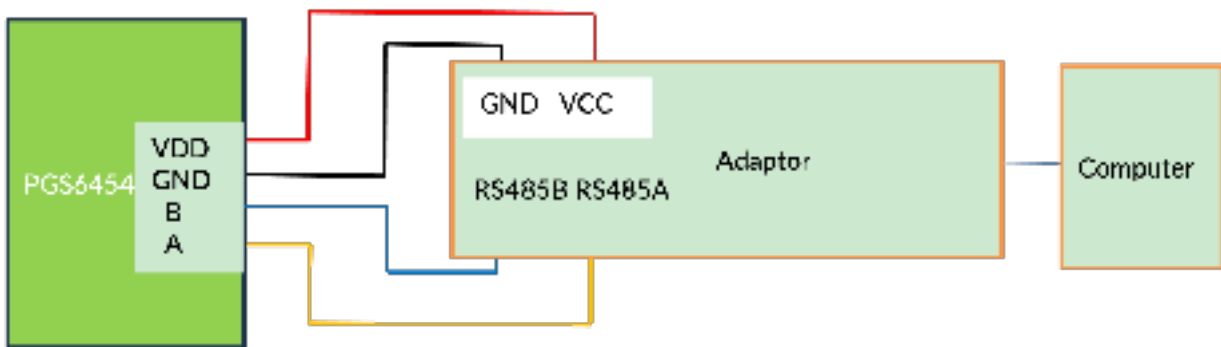 PGS6454
VDD
GND
B
A
GND VCC
RS485B RS485A
Adaptor
Computer